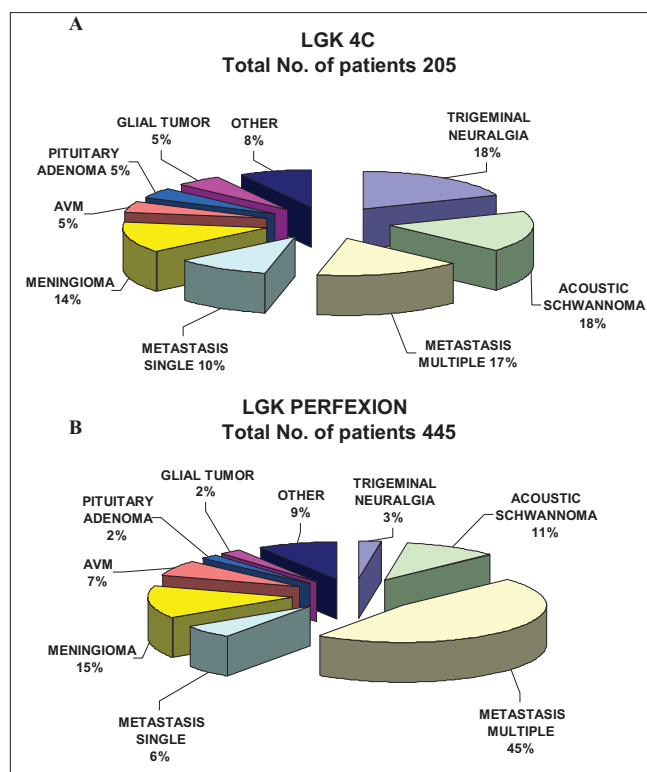 A
LGK 4C
Total No. of patients 205
GLIAL TUMOR
5%
OTHER
8%
TRIGEMINAL
NEURALGIA
18%
PITUITARY
ADENOMA 5%
AVM
5%
MENINGIOMA
14%
ACOUSTIC
SCHWANNOMA
18%
METASTASIS
SINGLE 10%
METASTASIS
MULTIPLE 17%
LGK PERFEXION
B
Total No. of patients 445
GLIAL TUMOR
2%
OTHER
9%
TRIGEMINAL
NEURALGIA
3%
ACOUSTIC
SCHWANNOMA
11%
PITUITARY
ADENOMA
2%
AVM
7%
MENINGIOMA
15%
METASTASIS
SINGLE
6%
METASTASIS
MULTIPLE
45%